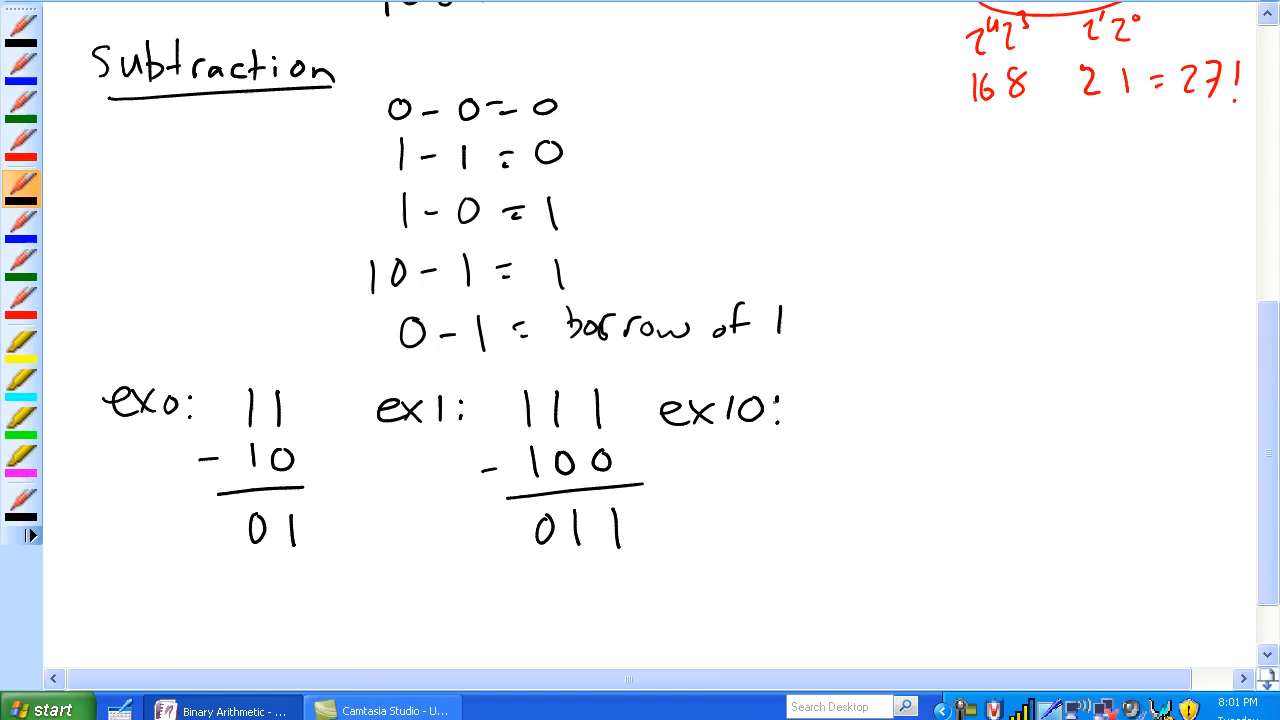 2⁴2³ 2¹2⁰
16 8 2 1 = 27!
Subtraction
0 - 0 = 0
1 - 1 = 0
1 - 0 = 1
10 - 1 = 1
0 - 1 = borrow of 1
ex0: ex1: ex10:
11 111
- 10 - 100
01 011
start
Binary Arithmetic - ...
Camtasia Studio - U...
Search Desktop
8:01 PM
Tuesday